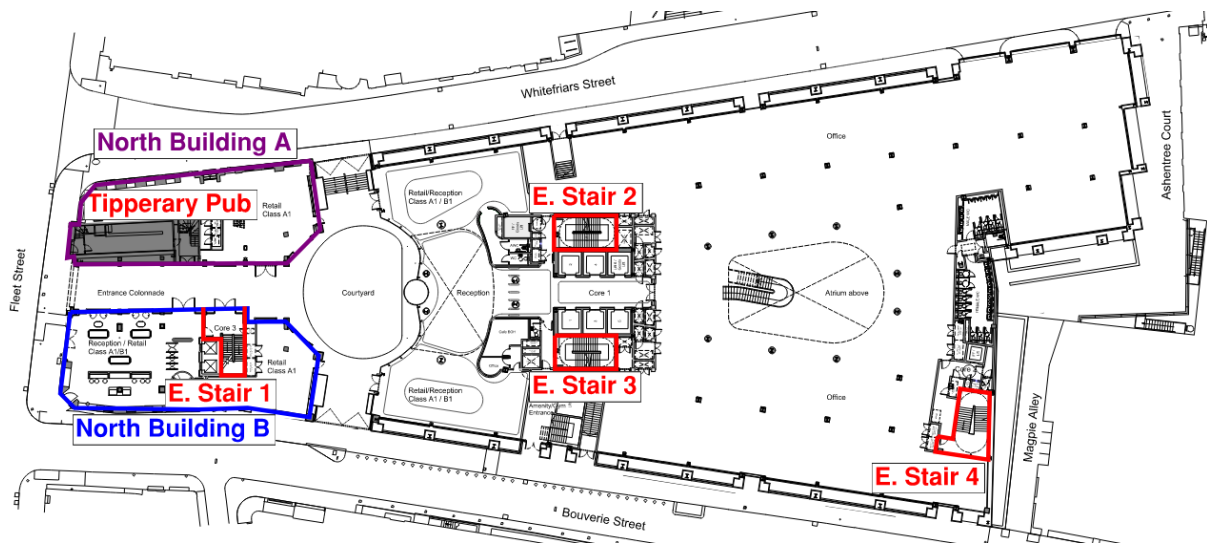 Whitefriars Street
North Building A
Tipperary Pub
Retail
Class A1
Fleet Street
Entrance Colonnade
Courtyard
Retail/Reception
Class A1 / B1
Reception
E. Stair 2
Core 1
Office
Atrium above
Ashentree Court
Reception / Retail
Class A1/B1
Core 3
Retail
Class A1
E. Stair 1
North Building B
Retail/Reception
Class A1 / B1
E. Stair 3
Entrance
Office
E. Stair 4
Magpie Alley
Bouverie Street